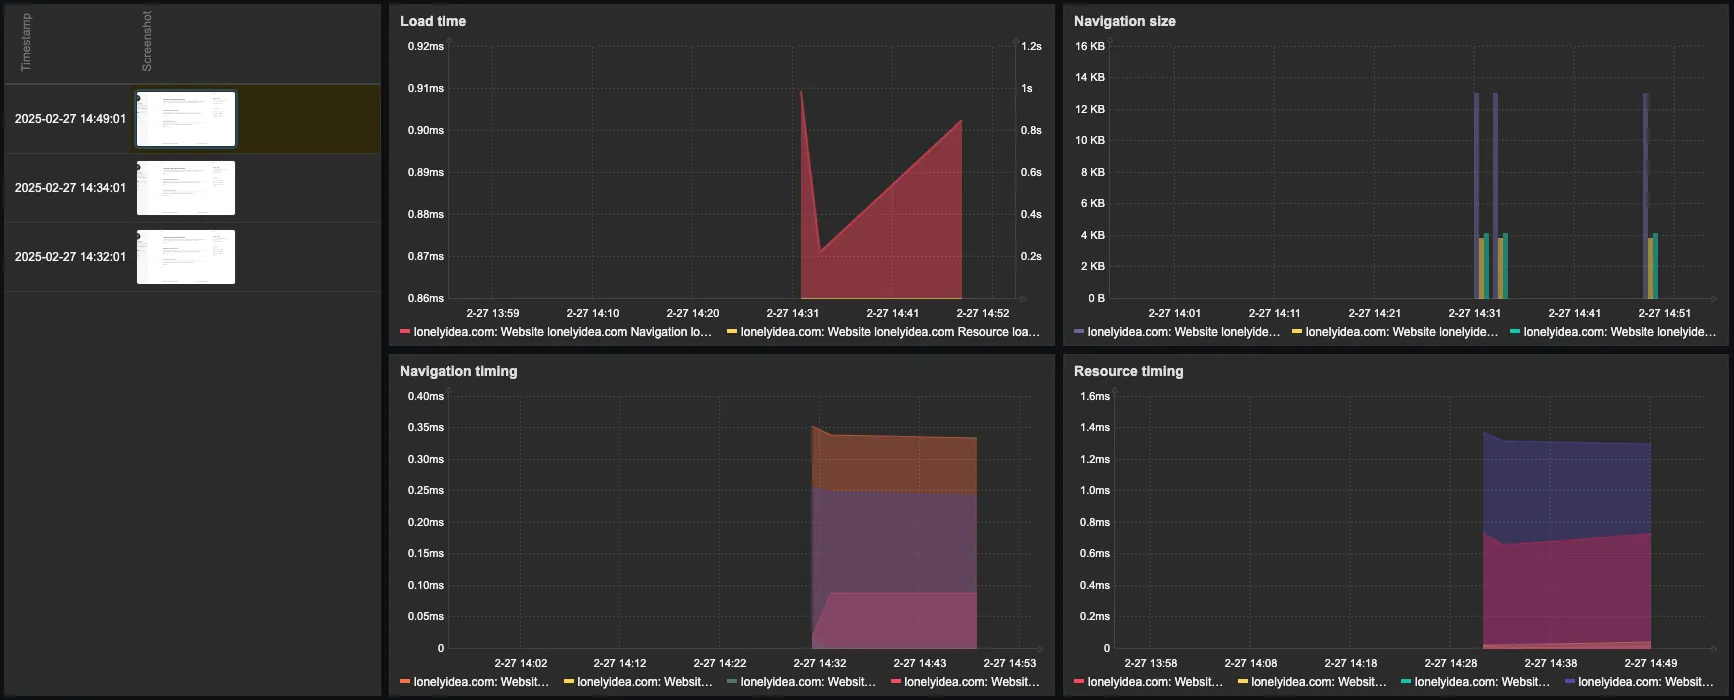 Timestamp
Screenshot
2025-02-27 14:49:01
2025-02-27 14:34:01
2025-02-27 14:32:01
Load time
0.92ms
0.91ms
0.90ms
0.89ms
0.88ms
0.87ms
0.86ms
1.2s
1s
0.8s
0.6s
0.4s
0.2s
2-27 13:59 2-27 14:10 2-27 14:20 2-27 14:31 2-27 14:41 2-27 14:52
lonelyidea.com: Website lonelyidea.com Navigation lo... lonelyidea.com: Website lonelyidea.com Resource loa...
Navigation size
16 KB
14 KB
12 KB
10 KB
8 KB
6 KB
4 KB
2 KB
0 B
2-27 14:01 2-27 14:11 2-27 14:21 2-27 14:31 2-27 14:41 2-27 14:51
lonelyidea.com: Website lonelyide... lonelyidea.com: Website lonelyide... lonelyidea.com: Website lonelyide...
Navigation timing
0.40ms
0.35ms
0.30ms
0.25ms
0.20ms
0.15ms
0.10ms
0.05ms
0
2-27 14:02 2-27 14:12 2-27 14:22 2-27 14:32 2-27 14:43 2-27 14:53
lonelyidea.com: Websit... lonelyidea.com: Websit... lonelyidea.com: Websit... lonelyidea.com: Websit...
Resource timing
1.6ms
1.4ms
1.2ms
1.0ms
0.8ms
0.6ms
0.4ms
0.2ms
0
2-27 13:58 2-27 14:08 2-27 14:18 2-27 14:28 2-27 14:38 2-27 14:49
lonelyidea.com: Websit... lonelyidea.com: Websit... lonelyidea.com: Websit... lonelyidea.com: Websit...